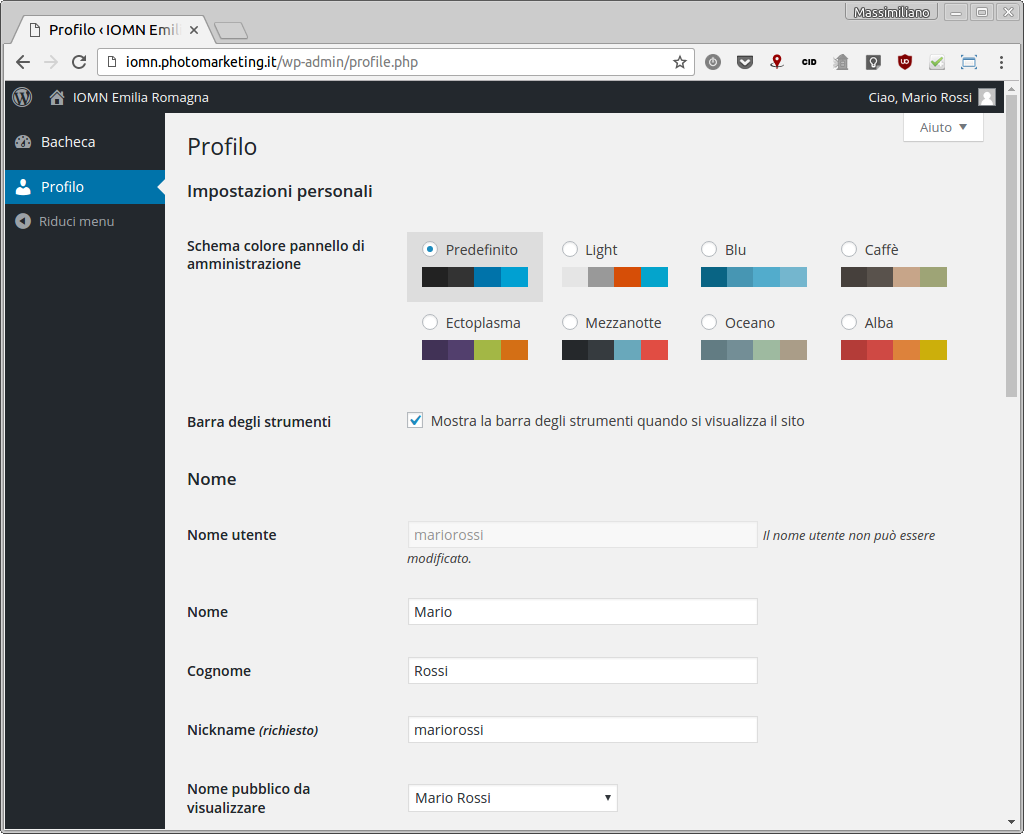 Massimiliano
Profilo ‹ IOMN Emil
iomn.photomarketing.it/wp-admin/profile.php
CID
IOMN Emilia Romagna
Ciao, Mario Rossi
Aiuto
Bacheca
Profilo
Riduci menu
Profilo
Impostazioni personali
Schema colore pannello di
amministrazione
Predefinito
Light
Blu
Caffè
Ectoplasma
Mezzanotte
Oceano
Alba
Barra degli strumenti
Mostra la barra degli strumenti quando si visualizza il sito
Nome
Nome utente
mariorossi
Il nome utente non può essere
modificato.
Nome
Mario
Cognome
Rossi
Nickname (richiesto)
mariorossi
Nome pubblico da
visualizzare
Mario Rossi